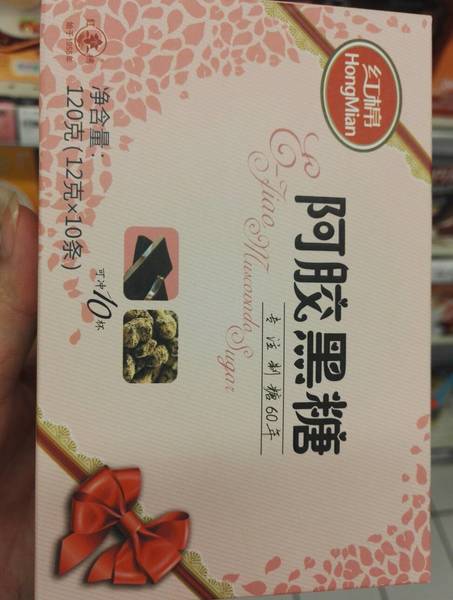 红棉
HongMian
E-Jiao Muscovado Sugar
阿胶黑糖
专注制糖60年
可冲10杯
净含量:
120克(12克×10条)